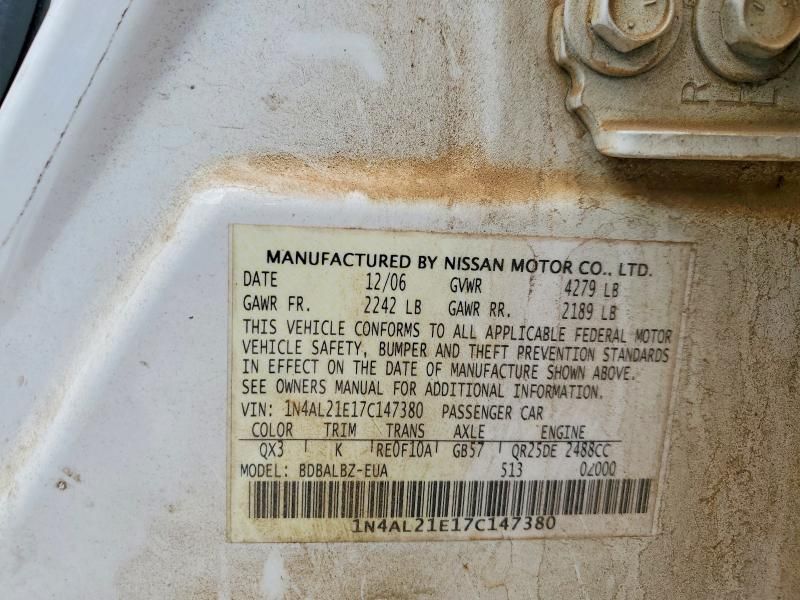 MANUFACTURED BY NISSAN MOTOR CO., LTD.
DATE 12/06 GVWR 4279 LB
GAWR FR. 2242 LB GAWR RR. 2189 LB
THIS VEHICLE CONFORMS TO ALL APPLICABLE FEDERAL MOTOR
VEHICLE SAFETY, BUMPER AND THEFT PREVENTION STANDARDS
IN EFFECT ON THE DATE OF MANUFACTURE SHOWN ABOVE.
SEE OWNERS MANUAL FOR ADDITIONAL INFORMATION.
VIN: 1N4AL21E17C147380 PASSENGER CAR
COLOR TRIM TRANS AXLE ENGINE
QX3 K RE0F10A GB57 QR25DE 2488CC
MODEL: BDBALBZ-EUA 513 02000
1N4AL21E17C147380